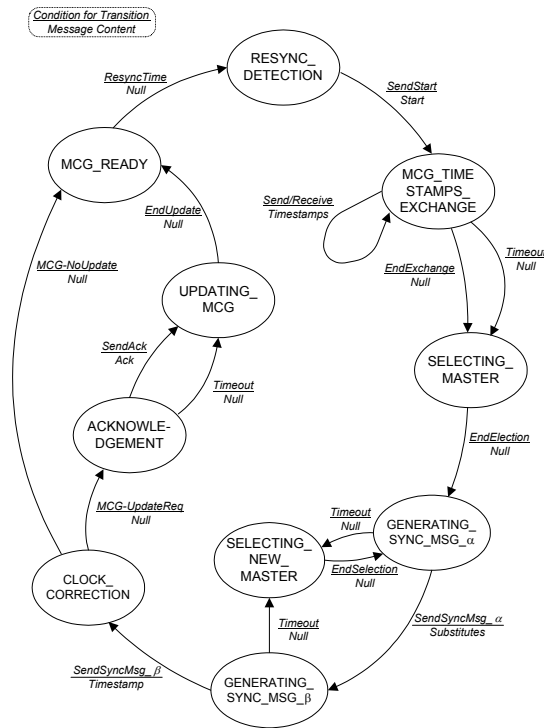 Condition for Transition
Message Content
RESYNC_
DETECTION
ResyncTime
Null
SendStart
Start
MCG_READY
MCG_TIME
STAMPS_
EXCHANGE
Send/Receive
Timestamps
EndUpdate
Null
MCG-NoUpdate
Null
EndExchange
Null
Timeout
Null
UPDATING_
MCG
SendAck
Ack
Timeout
Null
SELECTING_
MASTER
ACKNOWLE-
DGEMENT
EndElection
Null
MCG-UpdateReq
Null
Timeout
Null
GENERATING_
SYNC_MSG_α
SELECTING_
NEW_
MASTER
EndSelection
Null
CLOCK_
CORRECTION
SendSyncMsg_α
Substitutes
Timeout
Null
SendSyncMsg_β
Timestamp
GENERATING_
SYNC_MSG_β